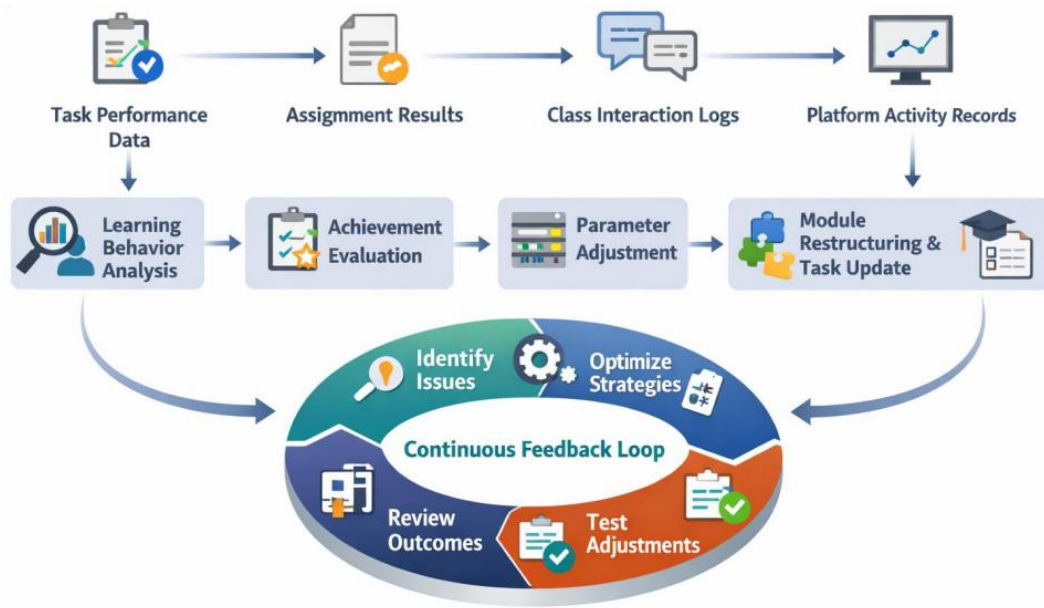 Task Performance
Data
Assignment Results
Class Interaction Logs
Platform Activity Records
Learning
Behavior
Analysis
Achievement
Evaluation
Parameter
Adjustment
Module
Restructuring &
Task Update
Identify
Issues
Optimize
Strategies
Continuous Feedback Loop
Review
Outcomes
Test
Adjustments